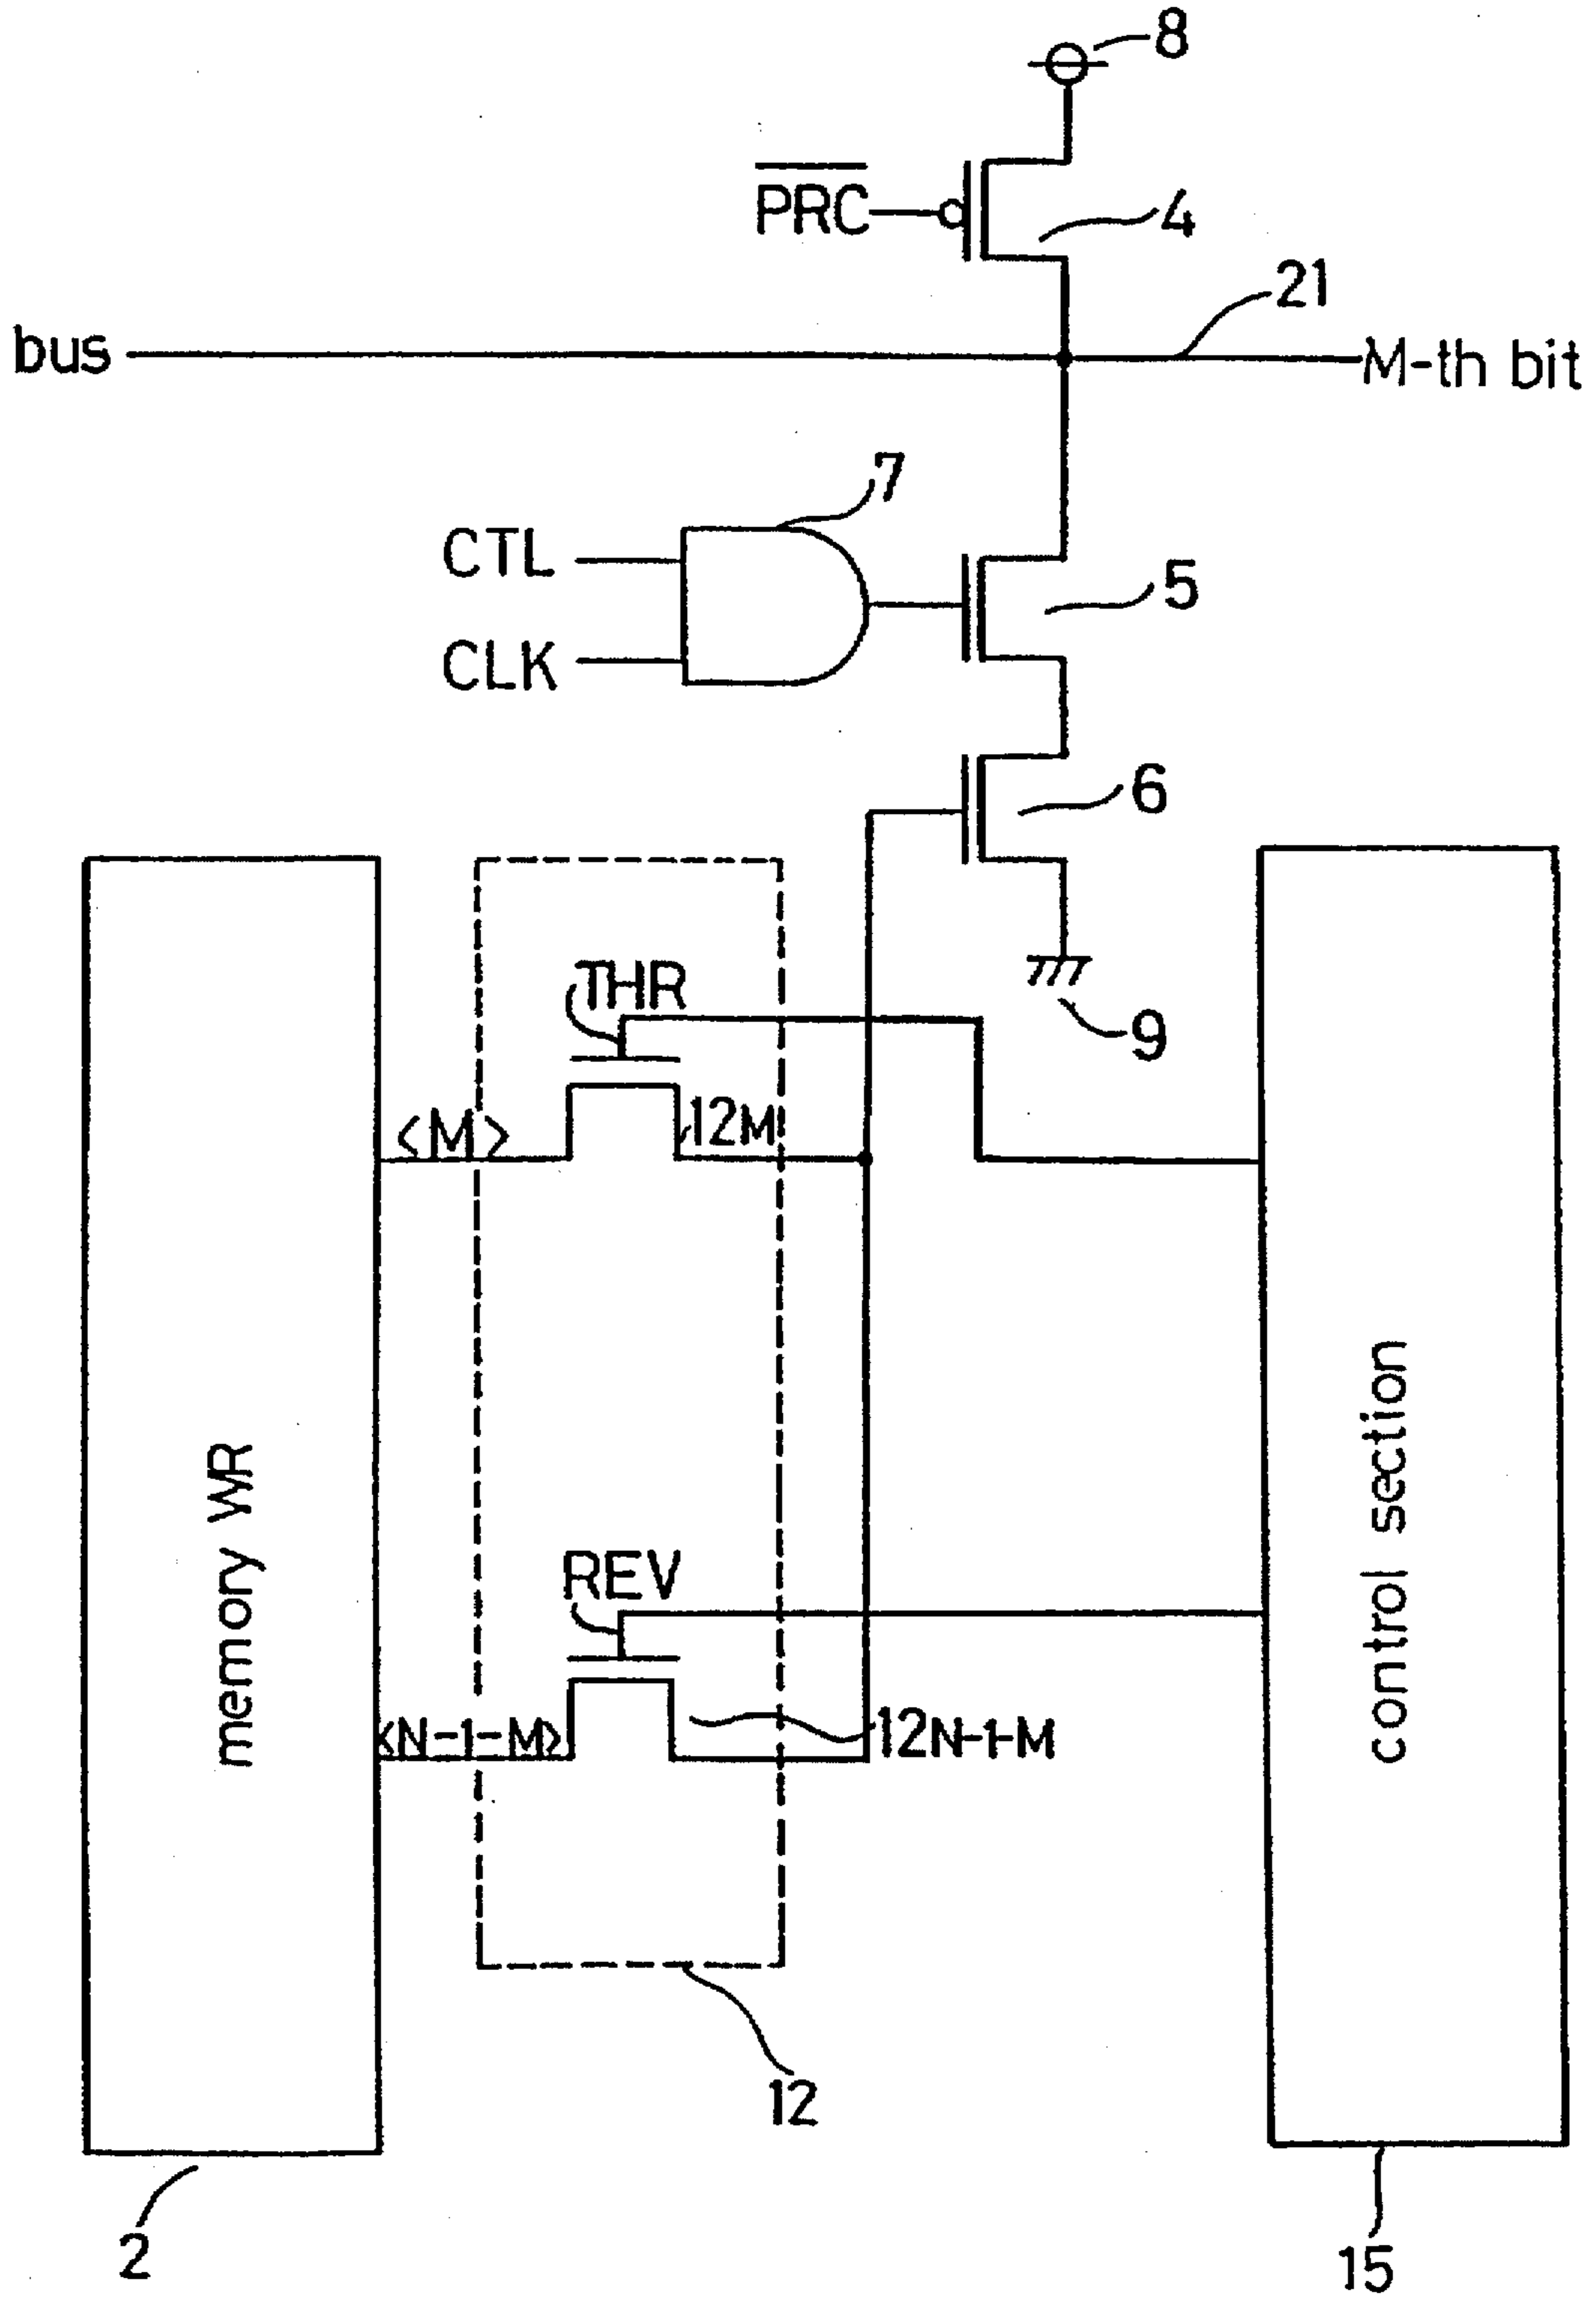 8
P̅R̅C̅
4
21
bus
M-th bit
7
CTL
5
CLK
6
THR
9
<M>
12M
memory WR
control section
REV
<N-1-M>
12N-1-M
12
2
15